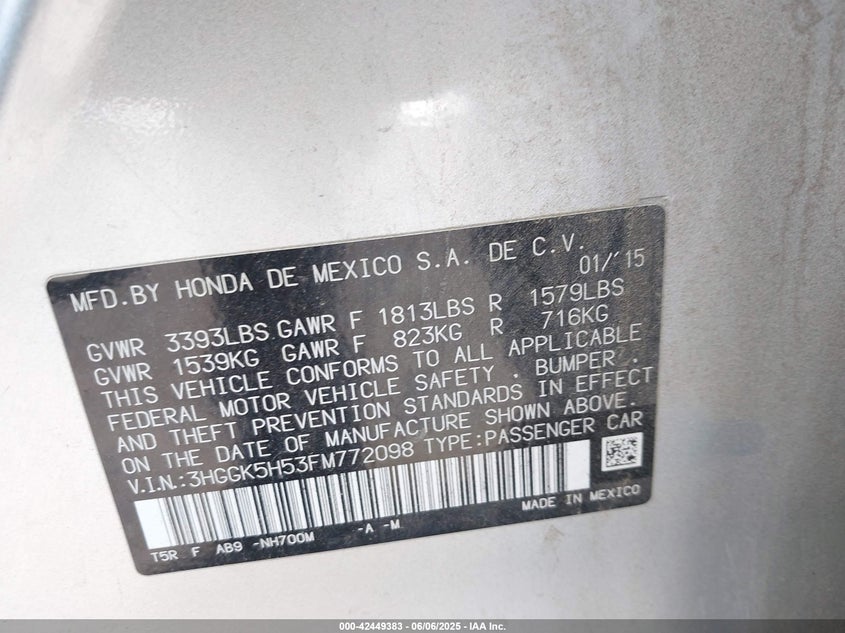 MFD.BY HONDA DE MEXICO S.A. DE C.V.
01/'15
GVWR 3393LBS GAWR F 1813LBS R 1579LBS
GVWR 1539KG GAWR F 823KG R 716KG
THIS VEHICLE CONFORMS TO ALL APPLICABLE
FEDERAL MOTOR VEHICLE SAFETY . BUMPER .
AND THEFT PREVENTION STANDARDS IN EFFECT
ON THE DATE OF MANUFACTURE SHOWN ABOVE.
V.I.N.:3HGGK5H53FM772098 TYPE:PASSENGER CAR
MADE IN MEXICO
T5R F AB9 -NH700M -A -M
000-42449383 / 06/06/2025 - IAA Inc.